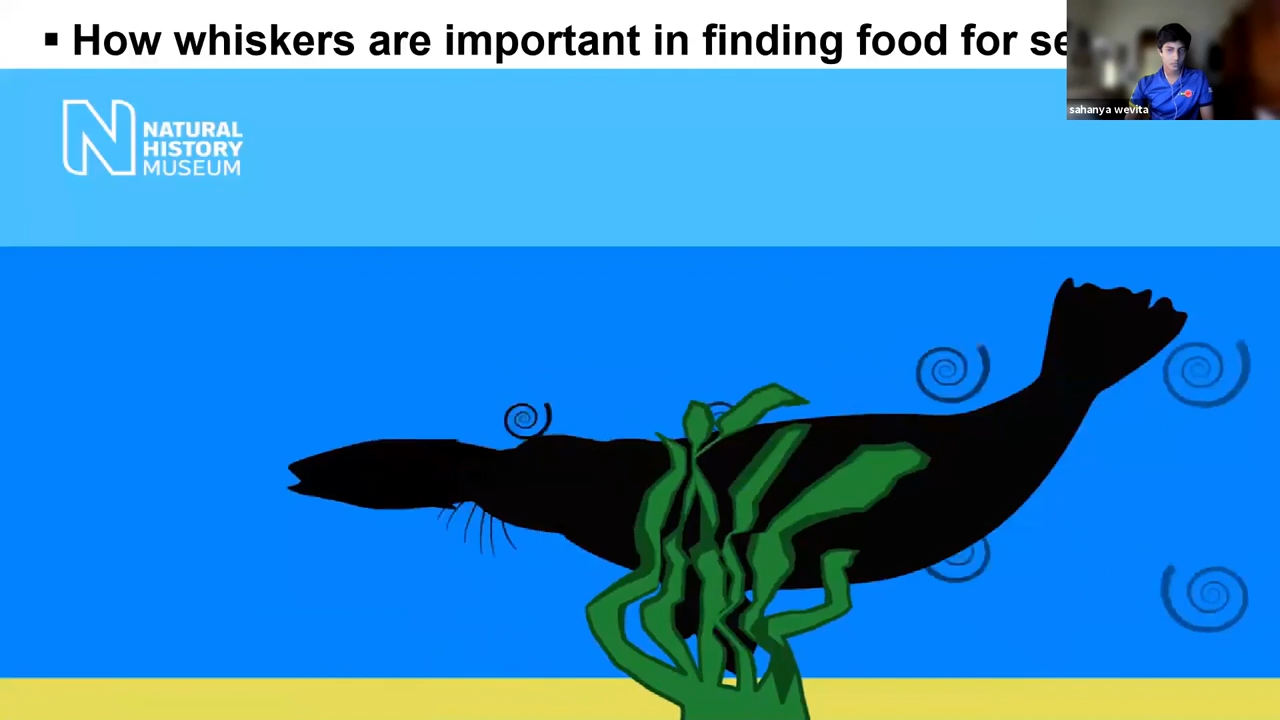 ▪ How whiskers are important in finding food for se
sahanya wevita
NATURAL
HISTORY
MUSEUM